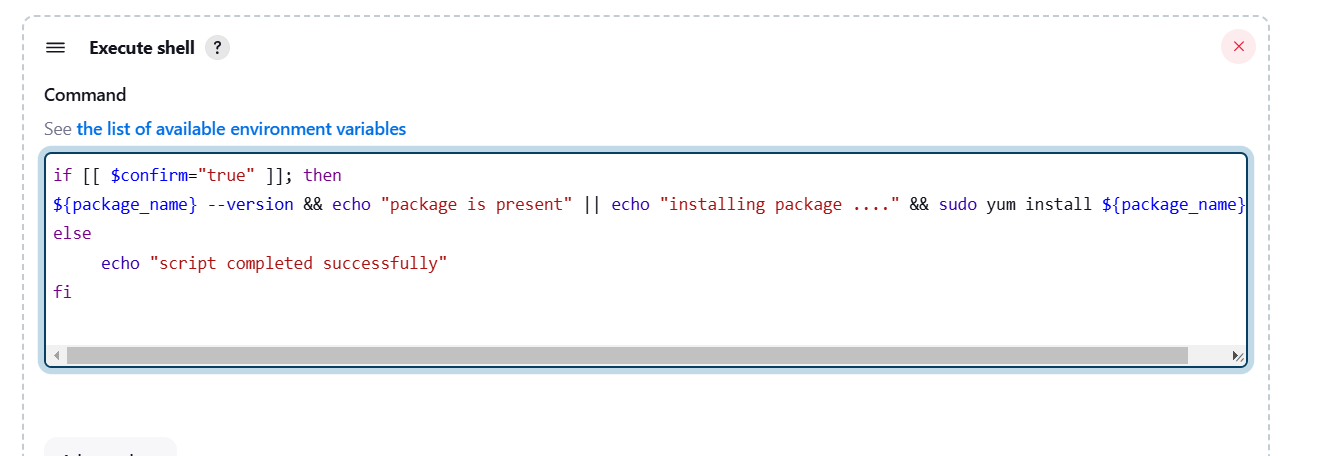 Execute shell ?
Command
See the list of available environment variables
if [[ $confirm="true" ]]; then
${package_name} --version && echo "package is present" || echo "installing package ...." && sudo yum install ${package_name}
else
echo "script completed successfully"
fi